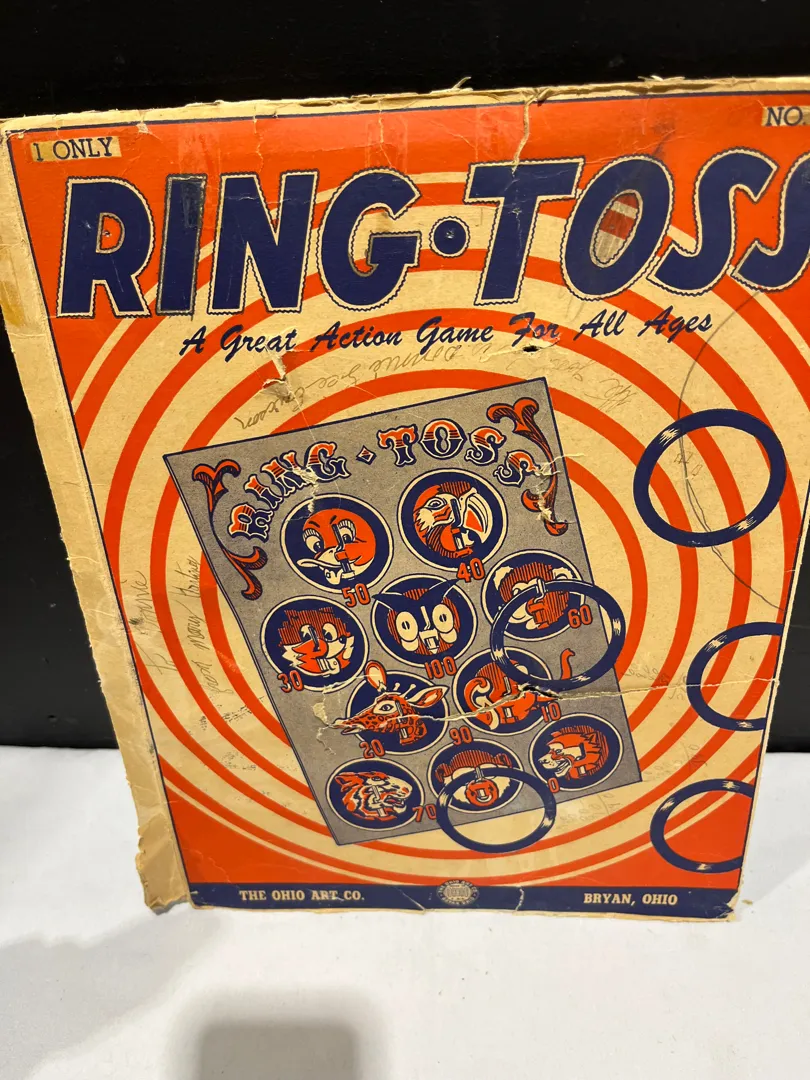 1 ONLY
NO.
RING·TOSS
A Great Action Game For All Ages
RING·TOSS
50
40
30
100
60
20
90
10
70
0
THE OHIO ART CO.
BRYAN, OHIO